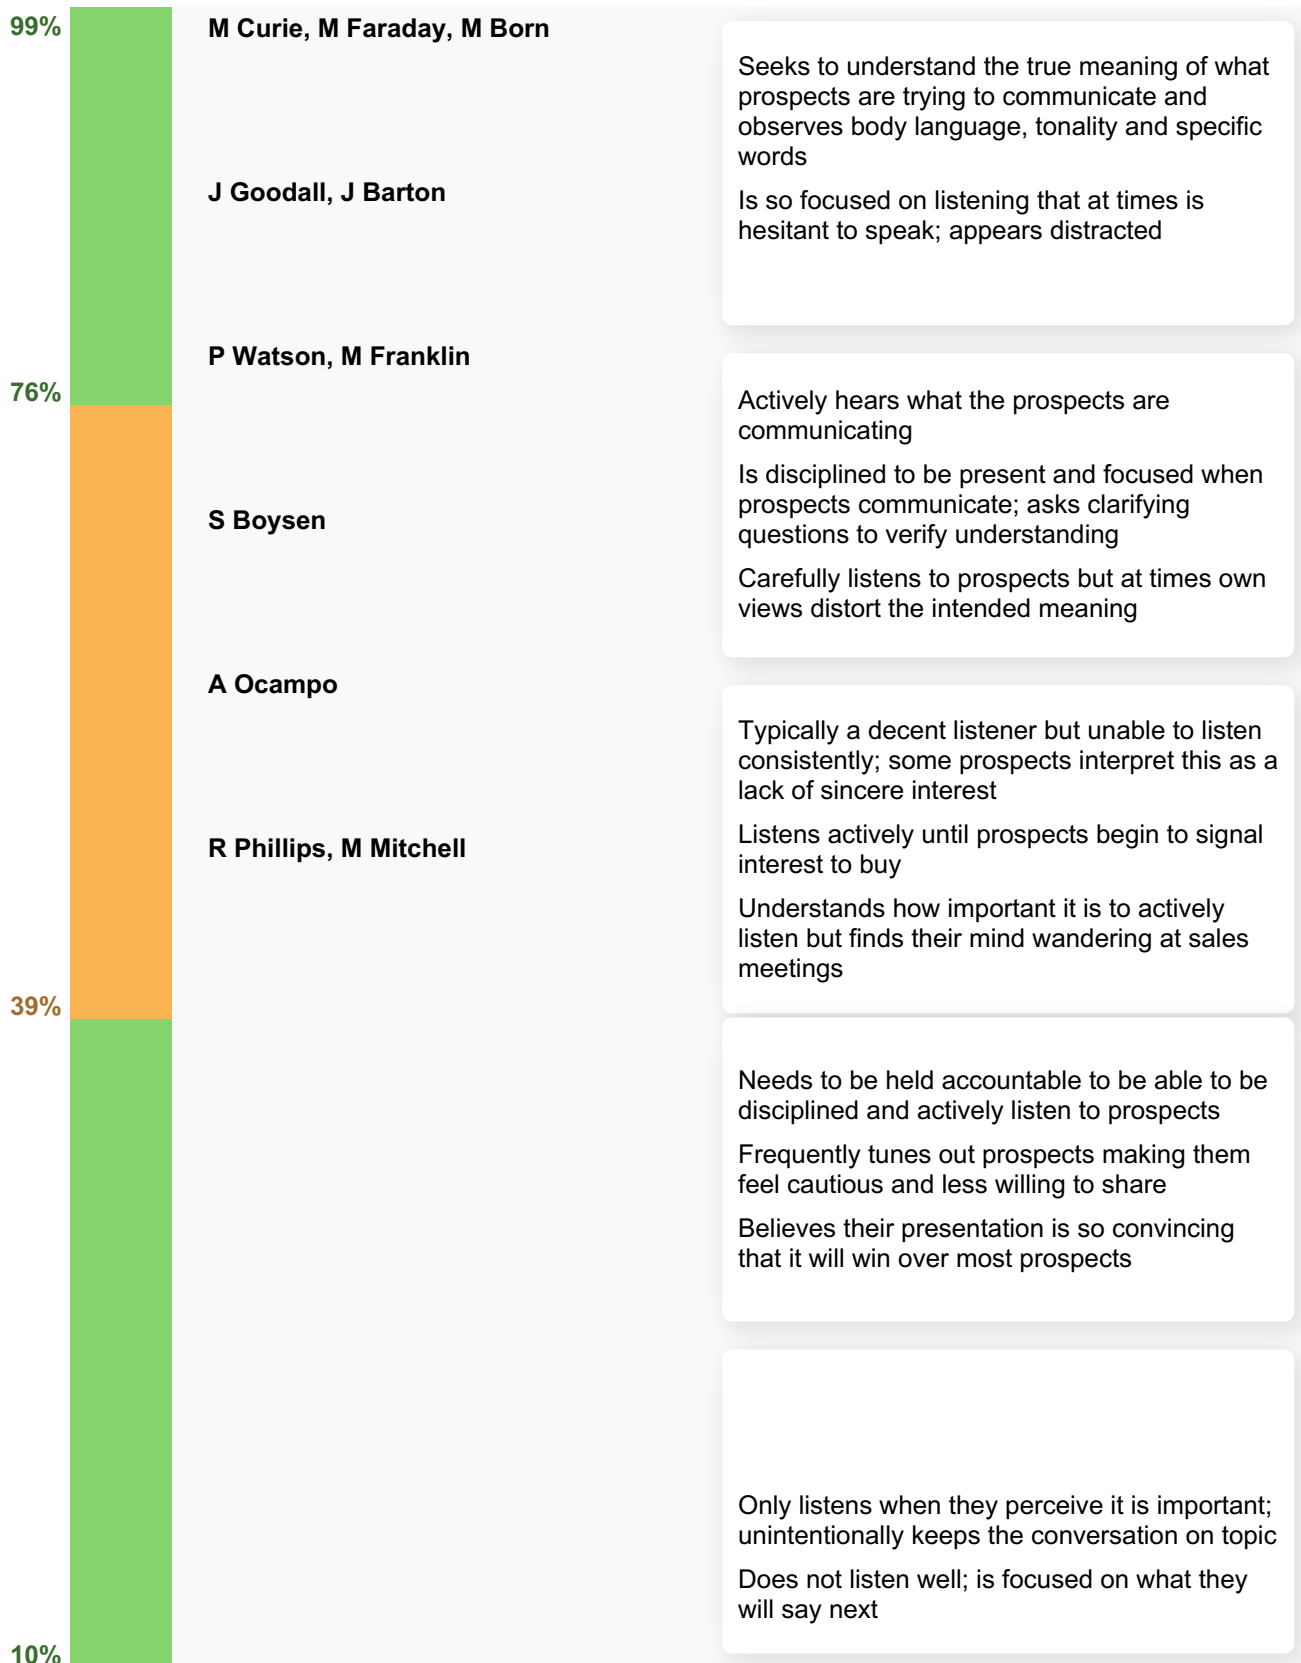 99%
M Curie, M Faraday, M Born
J Goodall, J Barton
P Watson, M Franklin
76%
S Boysen
A Ocampo
R Phillips, M Mitchell
39%
10%
Seeks to understand the true meaning of what
prospects are trying to communicate and
observes body language, tonality and specific
words
Is so focused on listening that at times is
hesitant to speak; appears distracted
Actively hears what the prospects are
communicating
Is disciplined to be present and focused when
prospects communicate; asks clarifying
questions to verify understanding
Carefully listens to prospects but at times own
views distort the intended meaning
Typically a decent listener but unable to listen
consistently; some prospects interpret this as a
lack of sincere interest
Listens actively until prospects begin to signal
interest to buy
Understands how important it is to actively
listen but finds their mind wandering at sales
meetings
Needs to be held accountable to be able to be
disciplined and actively listen to prospects
Frequently tunes out prospects making them
feel cautious and less willing to share
Believes their presentation is so convincing
that it will win over most prospects
Only listens when they perceive it is important;
unintentionally keeps the conversation on topic
Does not listen well; is focused on what they
will say next